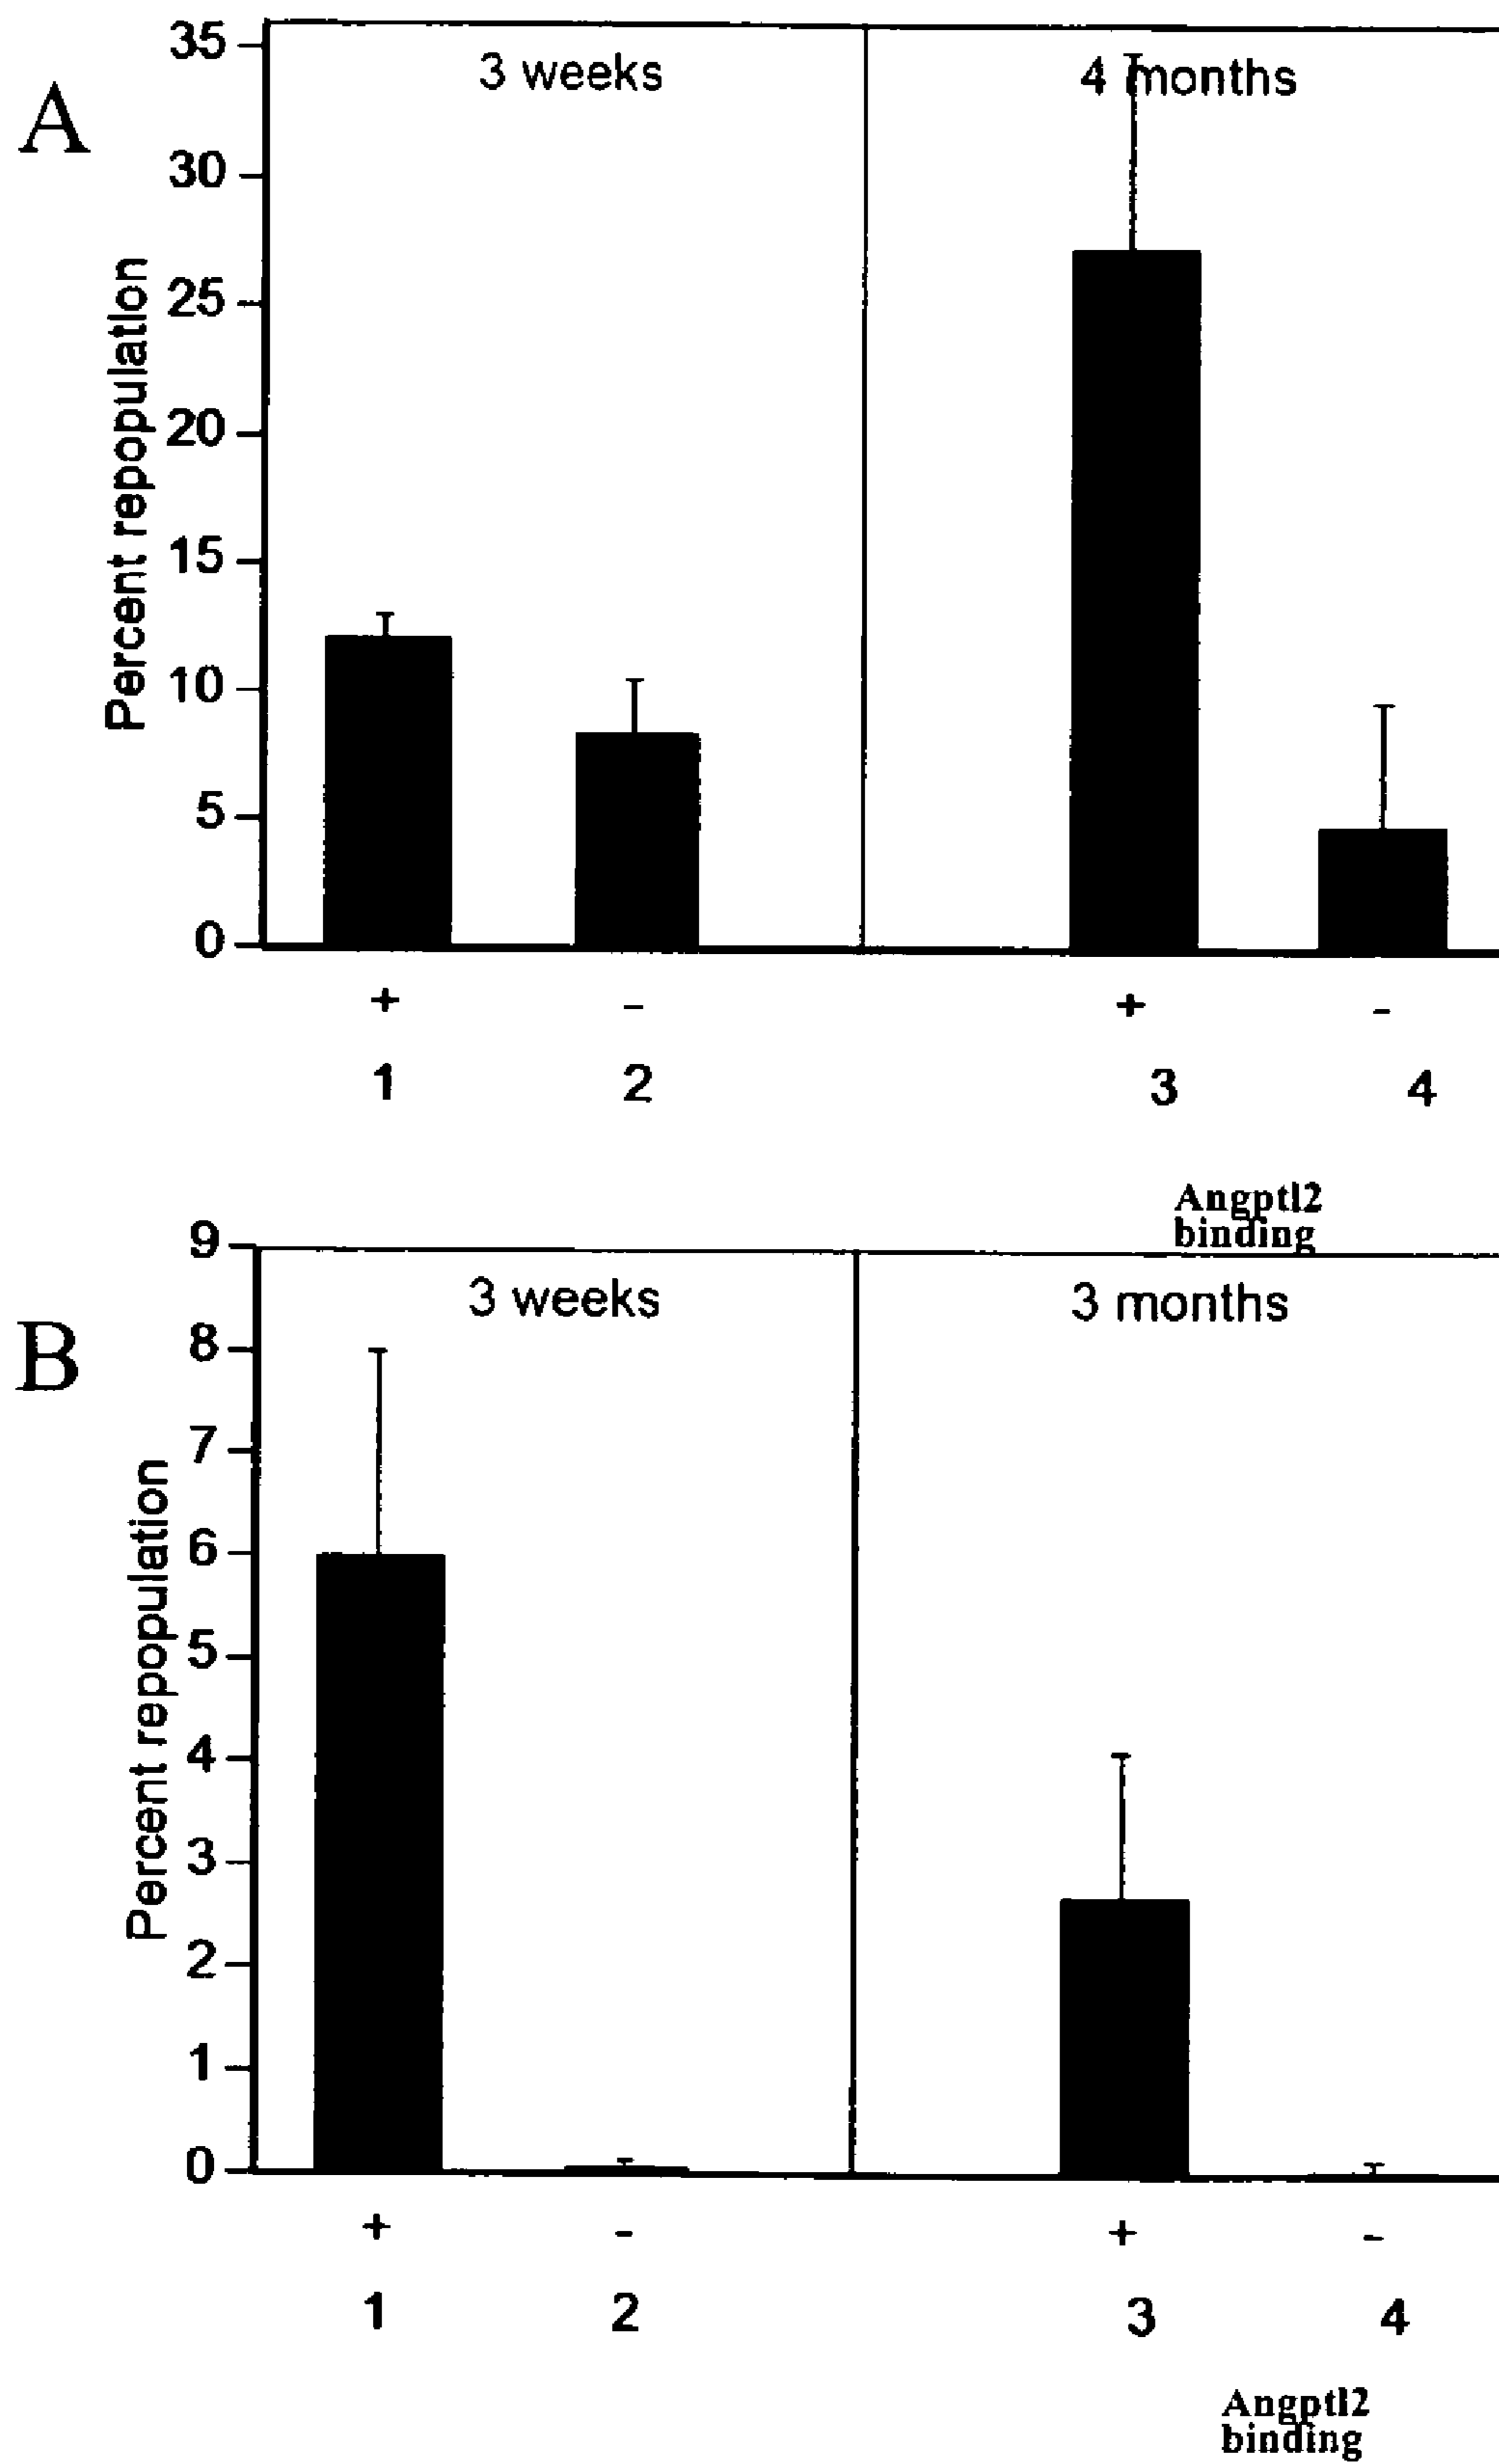 A
Percent repopulation
35
30
25
20
15
10
5
0
3 weeks
4 months
+ - + -
1 2 3 4
Angptl2
binding
B
Percent repopulation
9
8
7
6
5
4
3
2
1
0
3 weeks
3 months
+ - + -
1 2 3 4
Angptl2
binding